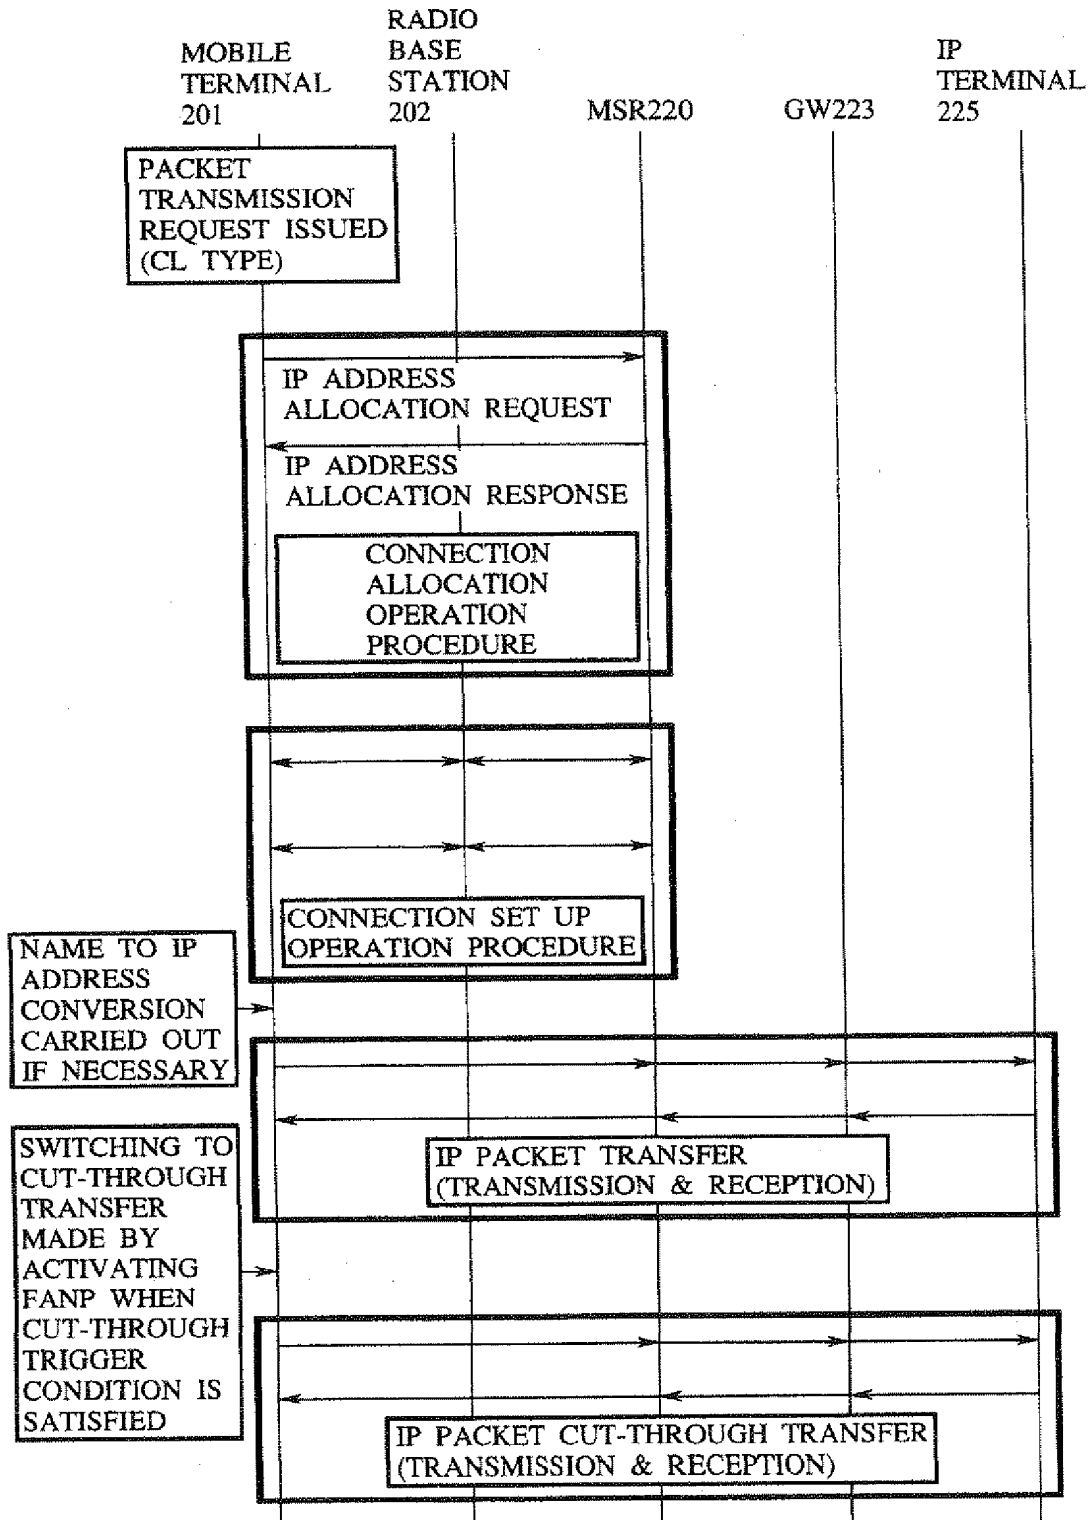 MOBILE
TERMINAL
201
RADIO
BASE
STATION
202
MSR220
GW223
IP
TERMINAL
225
PACKET
TRANSMISSION
REQUEST ISSUED
(CL TYPE)
IP ADDRESS
ALLOCATION REQUEST
IP ADDRESS
ALLOCATION RESPONSE
CONNECTION
ALLOCATION
OPERATION
PROCEDURE
CONNECTION SET UP
OPERATION PROCEDURE
NAME TO IP
ADDRESS
CONVERSION
CARRIED OUT
IF NECESSARY
IP PACKET TRANSFER
(TRANSMISSION & RECEPTION)
SWITCHING TO
CUT-THROUGH
TRANSFER
MADE BY
ACTIVATING
FANP WHEN
CUT-THROUGH
TRIGGER
CONDITION IS
SATISFIED
IP PACKET CUT-THROUGH TRANSFER
(TRANSMISSION & RECEPTION)